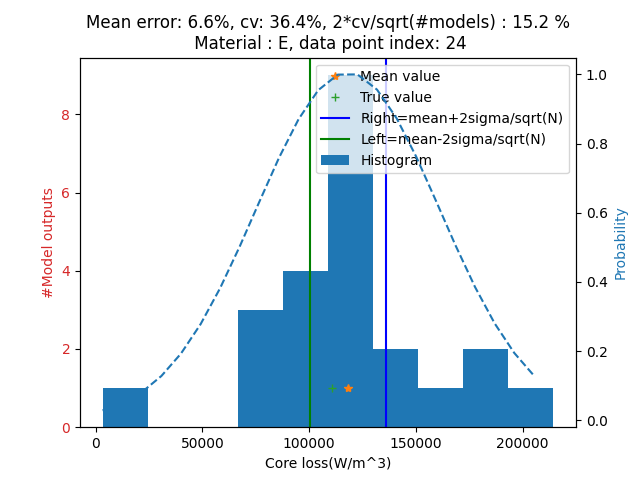 Mean error: 6.6%, cv: 36.4%, 2*cv/sqrt(#models) : 15.2 %
Material : E, data point index: 24
Mean value
True value
Right=mean+2sigma/sqrt(N)
Left=mean-2sigma/sqrt(N)
Histogram
#Model outputs
8
6
4
2
0
1.0
0.8
0.6
0.4
0.2
0.0
Probability
0
50000
100000
150000
200000
Core loss(W/m^3)